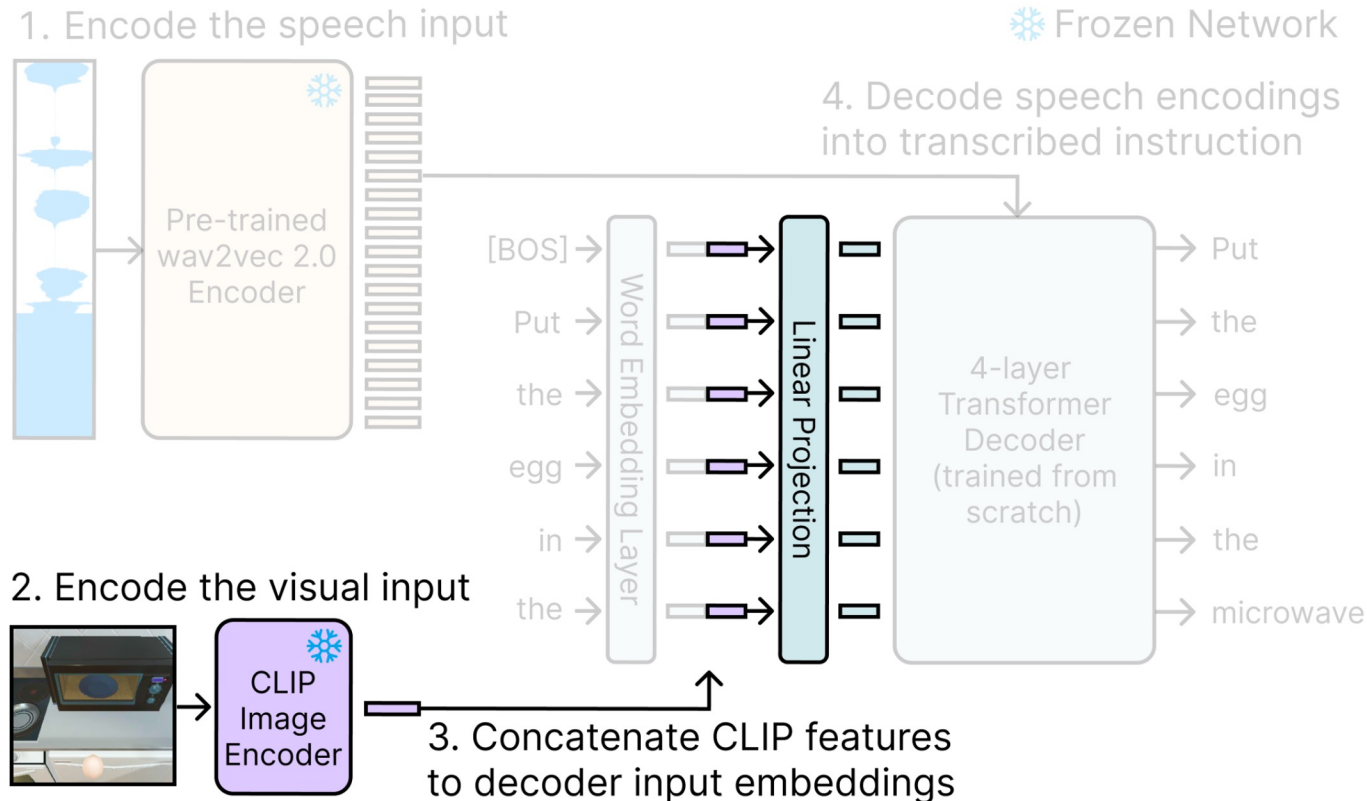 1. Encode the speech input
Frozen Network
4. Decode speech encodings
into transcribed instruction
Pre-trained
wav2vec 2.0
Encoder
[BOS]
Put
the
egg
in
the
Word Embedding Layer
Linear Projection
4-layer
Transformer
Decoder
(trained from
scratch)
Put
the
egg
in
the
microwave
2. Encode the visual input
CLIP
Image
Encoder
3. Concatenate CLIP features
to decoder input embeddings